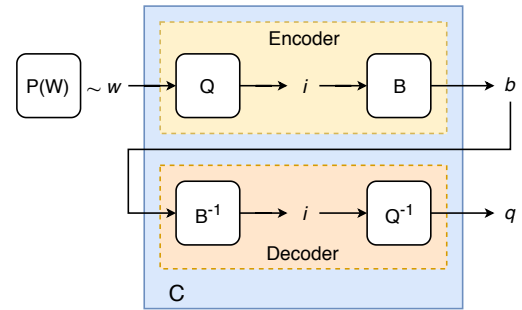 Encoder
P(W) ~ w Q i B b
B⁻¹ i Q⁻¹ q
Decoder
C